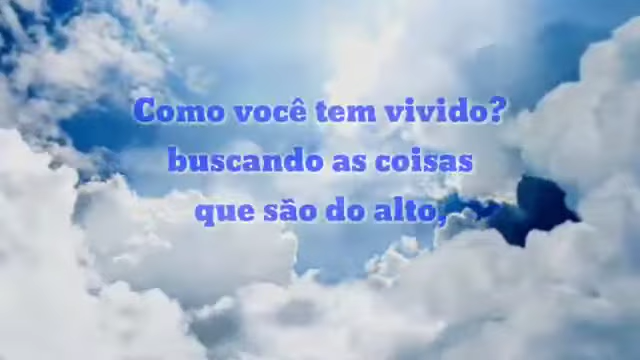 Como você tem vivido?
buscando as coisas
que são do alto,